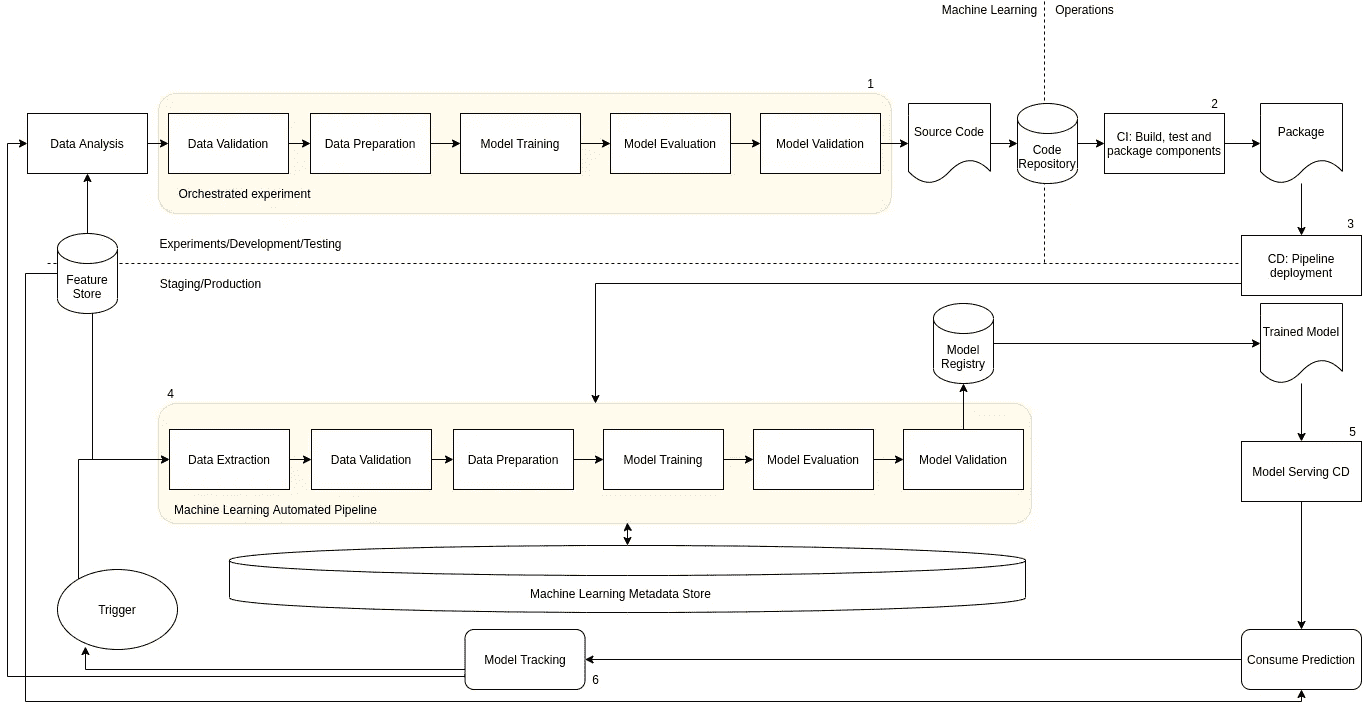 Machine Learning
Operations
1
2
Data Analysis
Data Validation
Data Preparation
Model Training
Model Evaluation
Model Validation
Source Code
Code
Repository
CI: Build, test and
package components
Package
Orchestrated experiment
3
Experiments/Development/Testing
CD: Pipeline
deployment
Feature
Store
Staging/Production
Model
Registry
Trained Model
4
5
Data Extraction
Data Validation
Data Preparation
Model Training
Model Evaluation
Model Validation
Model Serving CD
Machine Learning Automated Pipeline
Machine Learning Metadata Store
Trigger
Model Tracking
Consume Prediction
6